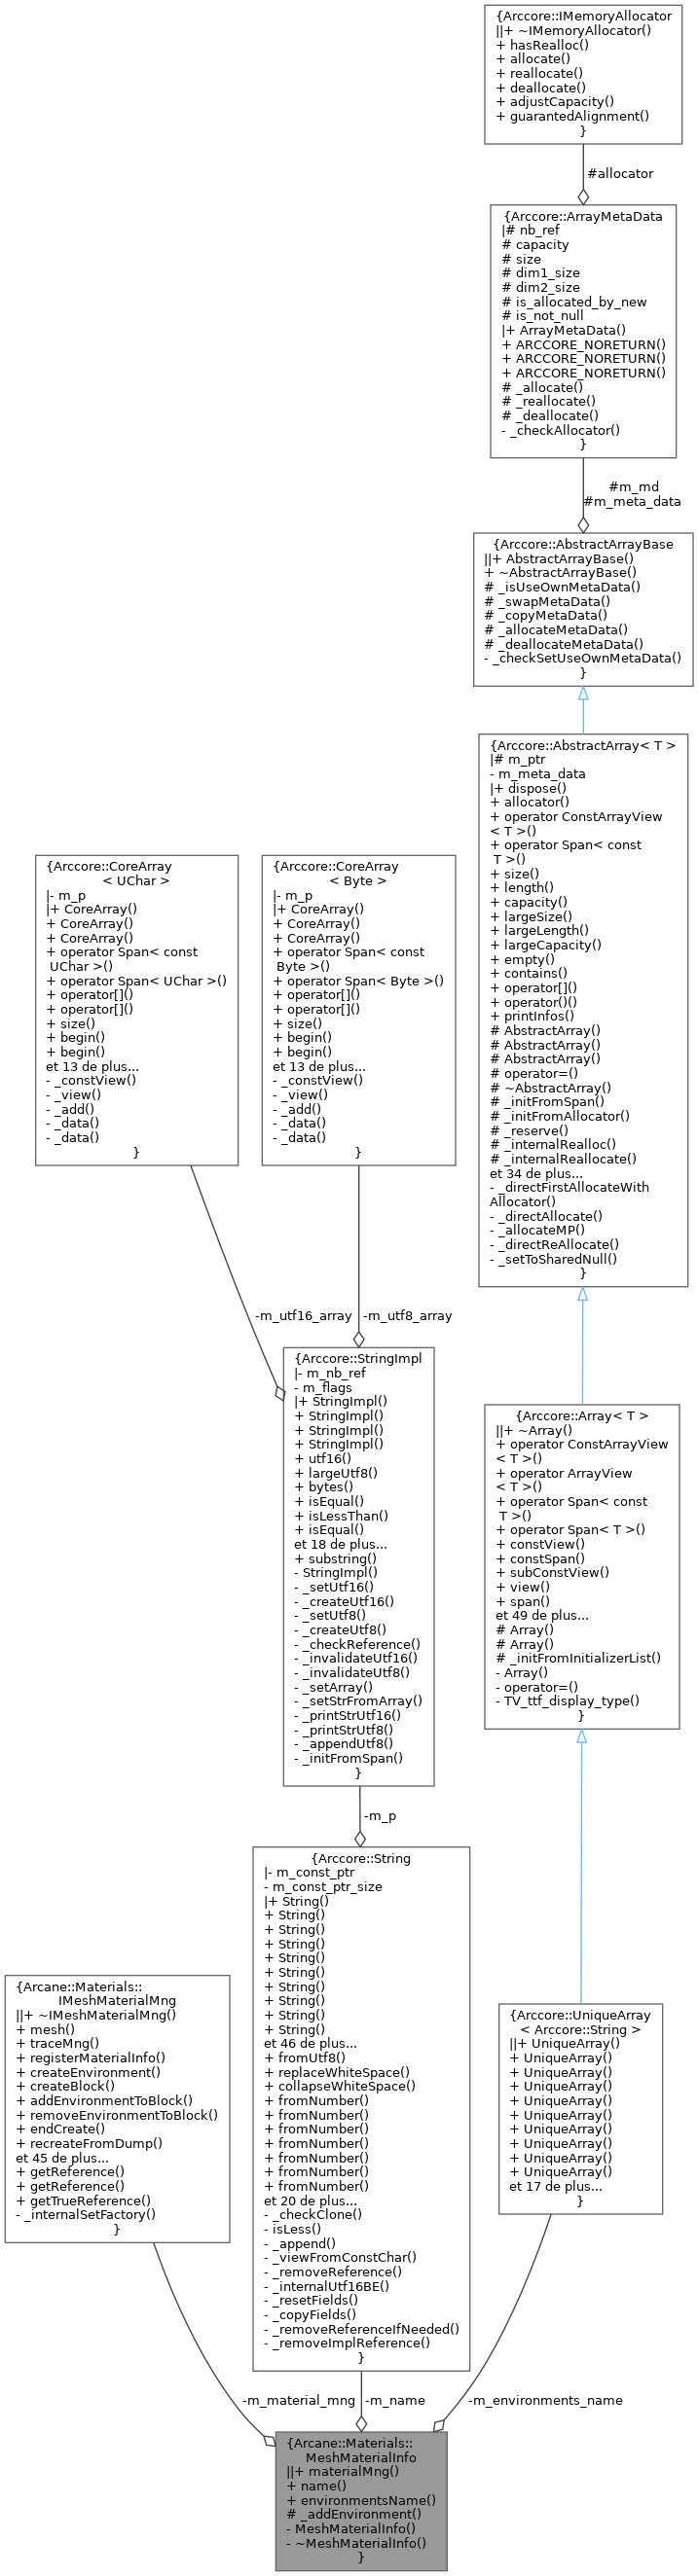 {Arccore::IMemoryAllocator
||+ ~IMemoryAllocator()
+ hasRealloc()
+ allocate()
+ reallocate()
+ deallocate()
+ adjustCapacity()
+ guarantedAlignment()
}
#allocator
{Arccore::ArrayMetaData
|# nb_ref
# capacity
# size
# dim1_size
# dim2_size
# is_allocated_by_new
# is_not_null
|+ ArrayMetaData()
+ ARCCORE_NORETURN()
+ ARCCORE_NORETURN()
+ ARCCORE_NORETURN()
# _allocate()
# _reallocate()
# _deallocate()
- _checkAllocator()
}
#m_md
#m_meta_data
{Arccore::AbstractArrayBase
||+ AbstractArrayBase()
+ ~AbstractArrayBase()
# _isUseOwnMetaData()
# _swapMetaData()
# _copyMetaData()
# _allocateMetaData()
# _deallocateMetaData()
- _checkSetUseOwnMetaData()
}
{Arccore::AbstractArray< T >
|# m_ptr
- m_meta_data
|+ dispose()
+ allocator()
+ operator ConstArrayView
< T >()
+ operator Span< const
T >()
+ size()
+ length()
+ capacity()
+ largeSize()
+ largeLength()
+ largeCapacity()
+ empty()
+ contains()
+ operator[]()
+ operator()()
+ printInfos()
# AbstractArray()
# AbstractArray()
# AbstractArray()
# operator=()
# ~AbstractArray()
# _initFromSpan()
# _initFromAllocator()
# _reserve()
# _internalRealloc()
# _internalReallocate()
et 34 de plus...
- _directFirstAllocateWith
Allocator()
- _directAllocate()
- _allocateMP()
- _directReAllocate()
- _setToSharedNull()
}
{Arccore::CoreArray
< UChar >
|- m_p
|+ CoreArray()
+ CoreArray()
+ CoreArray()
+ operator Span< const
UChar >()
+ operator Span< UChar >()
+ operator[]()
+ operator[]()
+ size()
+ begin()
+ begin()
et 13 de plus...
- _constView()
- _view()
- _add()
- _data()
- _data()
}
{Arccore::CoreArray
< Byte >
|- m_p
|+ CoreArray()
+ CoreArray()
+ CoreArray()
+ operator Span< const
Byte >()
+ operator Span< Byte >()
+ operator[]()
+ operator[]()
+ size()
+ begin()
+ begin()
et 13 de plus...
- _constView()
- _view()
- _add()
- _data()
- _data()
}
-m_utf16_array
-m_utf8_array
{Arccore::StringImpl
|- m_nb_ref
- m_flags
|+ StringImpl()
+ StringImpl()
+ StringImpl()
+ StringImpl()
+ utf16()
+ largeUtf8()
+ bytes()
+ isEqual()
+ isLessThan()
+ isEqual()
et 18 de plus...
+ substring()
- StringImpl()
- _setUtf16()
- _createUtf16()
- _setUtf8()
- _createUtf8()
- _checkReference()
- _invalidateUtf16()
- _invalidateUtf8()
- _setArray()
- _setStrFromArray()
- _printStrUtf16()
- _printStrUtf8()
- _appendUtf8()
- _initFromSpan()
}
{Arccore::Array< T >
||+ ~Array()
+ operator ConstArrayView
< T >()
+ operator ArrayView
< T >()
+ operator Span< const
T >()
+ operator Span< T >()
+ constView()
+ constSpan()
+ subConstView()
+ view()
+ span()
et 49 de plus...
# Array()
# Array()
# _initFromInitializerList()
- Array()
- operator=()
- TV_ttf_display_type()
}
-m_p
{Arccore::String
|- m_const_ptr
- m_const_ptr_size
|+ String()
+ String()
+ String()
+ String()
+ String()
+ String()
+ String()
+ String()
+ String()
+ String()
et 46 de plus...
+ fromUtf8()
+ replaceWhiteSpace()
+ collapseWhiteSpace()
+ fromNumber()
+ fromNumber()
+ fromNumber()
+ fromNumber()
+ fromNumber()
+ fromNumber()
+ fromNumber()
et 20 de plus...
- _checkClone()
- isLess()
- _append()
- _viewFromConstChar()
- _removeReference()
- _internalUtf16BE()
- _resetFields()
- _copyFields()
- _removeReferenceIfNeeded()
- _removeImplReference()
}
{Arcane::Materials::
IMeshMaterialMng
||+ ~IMeshMaterialMng()
+ mesh()
+ traceMng()
+ registerMaterialInfo()
+ createEnvironment()
+ createBlock()
+ addEnvironmentToBlock()
+ removeEnvironmentToBlock()
+ endCreate()
+ recreateFromDump()
et 45 de plus...
+ getReference()
+ getReference()
+ getTrueReference()
- _internalSetFactory()
}
{Arccore::UniqueArray
< Arccore::String >
||+ UniqueArray()
+ UniqueArray()
+ UniqueArray()
+ UniqueArray()
+ UniqueArray()
+ UniqueArray()
+ UniqueArray()
+ UniqueArray()
+ UniqueArray()
+ UniqueArray()
et 17 de plus...
}
-m_material_mng
-m_name
-m_environments_name
{Arcane::Materials::
MeshMaterialInfo
||+ materialMng()
+ name()
+ environmentsName()
# _addEnvironment()
- MeshMaterialInfo()
- ~MeshMaterialInfo()
}